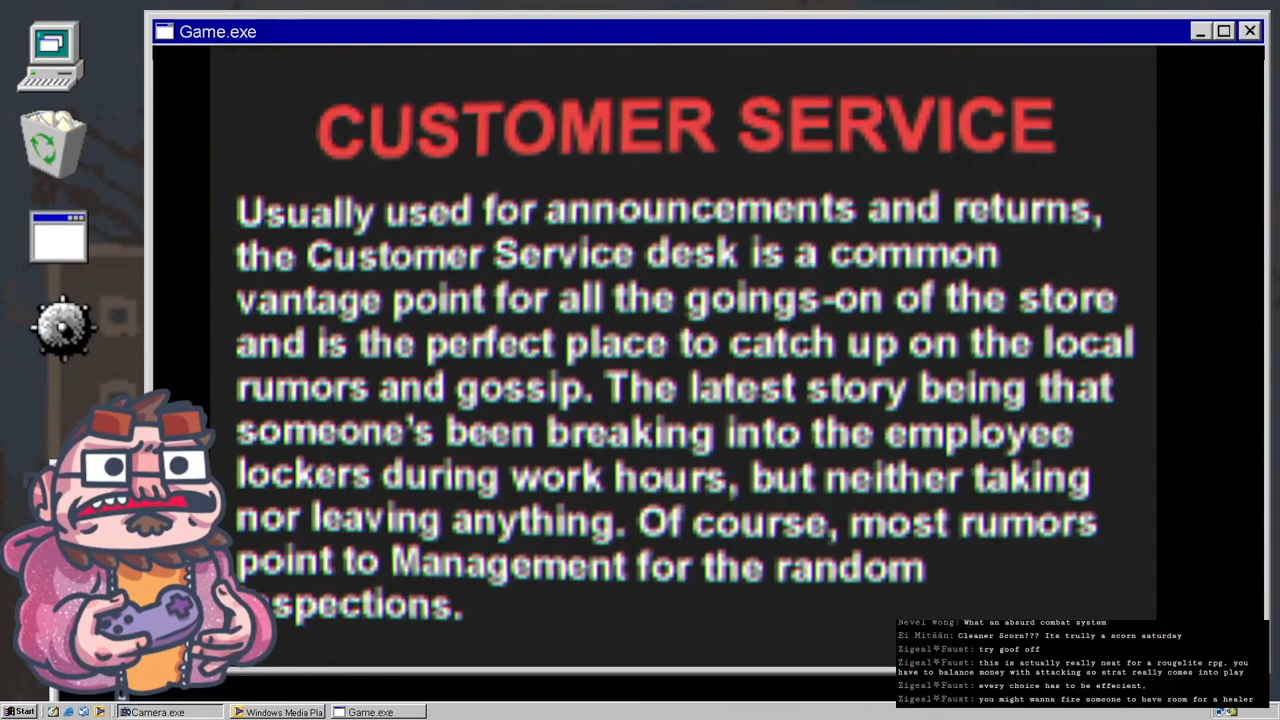 Game.exe
CUSTOMER SERVICE
Usually used for announcements and returns,
the Customer Service desk is a common
vantage point for all the goings-on of the store
and is the perfect place to catch up on the local
rumors and gossip. The latest story being that
someone's been breaking into the employee
lockers during work hours, but neither taking
nor leaving anything. Of course, most rumors
point to Management for the random
spections.
Nevel Wong: What an absurd combat system
Ei Mitään: Cleaner Scorn??? Its trully a scorn saturday
Zigeal Faust: try goof off
Zigeal Faust: this is actually really neat for a rougelite rpg. you
have to balance money with attacking so strat really comes into play
Zigeal Faust: every choice has to be effecient,
Zigeal Faust: you might wanna fire someone to have room for a healer
Start
Camera.exe
Windows Media Pla
Game.exe